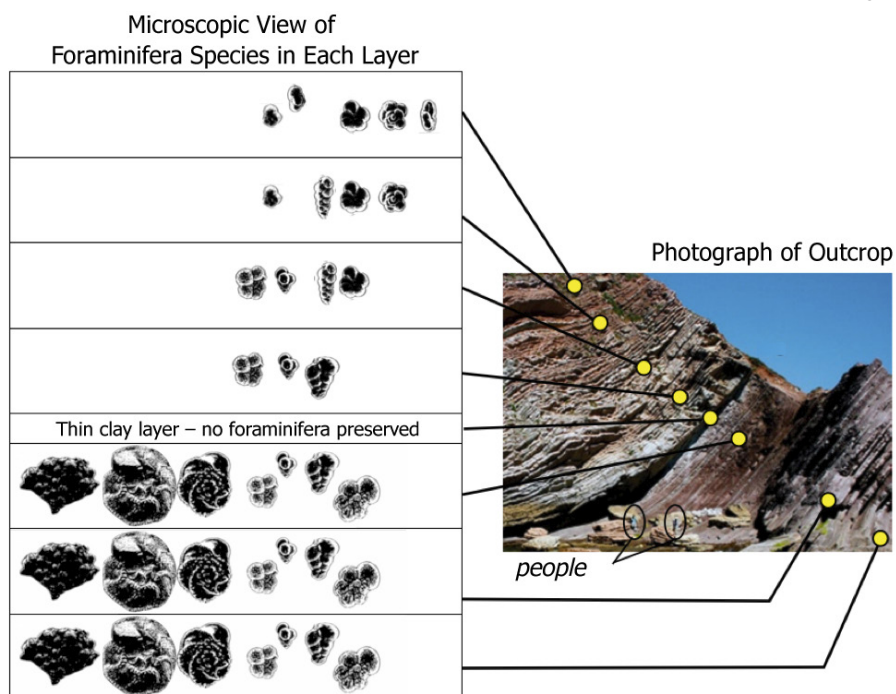 Microscopic View of
Foraminifera Species in Each Layer
Photograph of Outcrop
Thin clay layer – no foraminifera preserved
people